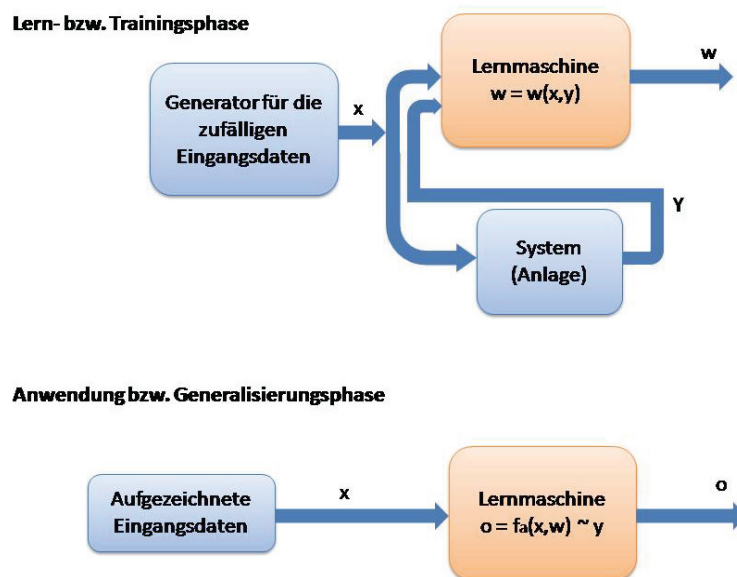 Lern- bzw. Trainingsphase
Generator für die
zufälligen
Eingangsdaten
x
Lernmaschine
w = w(x,y)
w
Y
System
(Anlage)
Anwendung bzw. Generalisierungsphase
Aufgezeichnete
Eingangsdaten
x
Lernmaschine
o = fa(x,w) ~ y
o